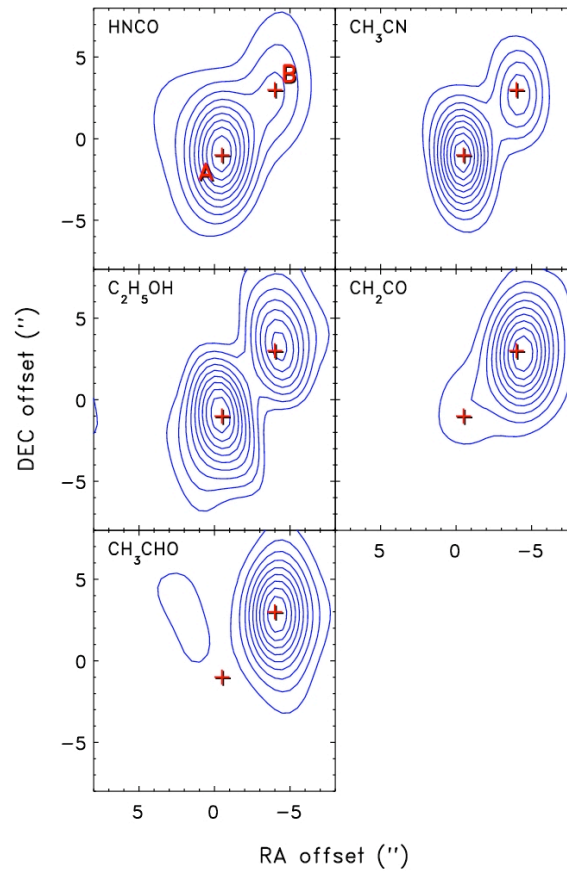 HNCO
CH₃CN
B
A
5
0
−5
C₂H₅OH
CH₂CO
5
0
−5
DEC offset (")
CH₃CHO
5 0 −5
5
0
−5
5 0 −5
RA offset (")